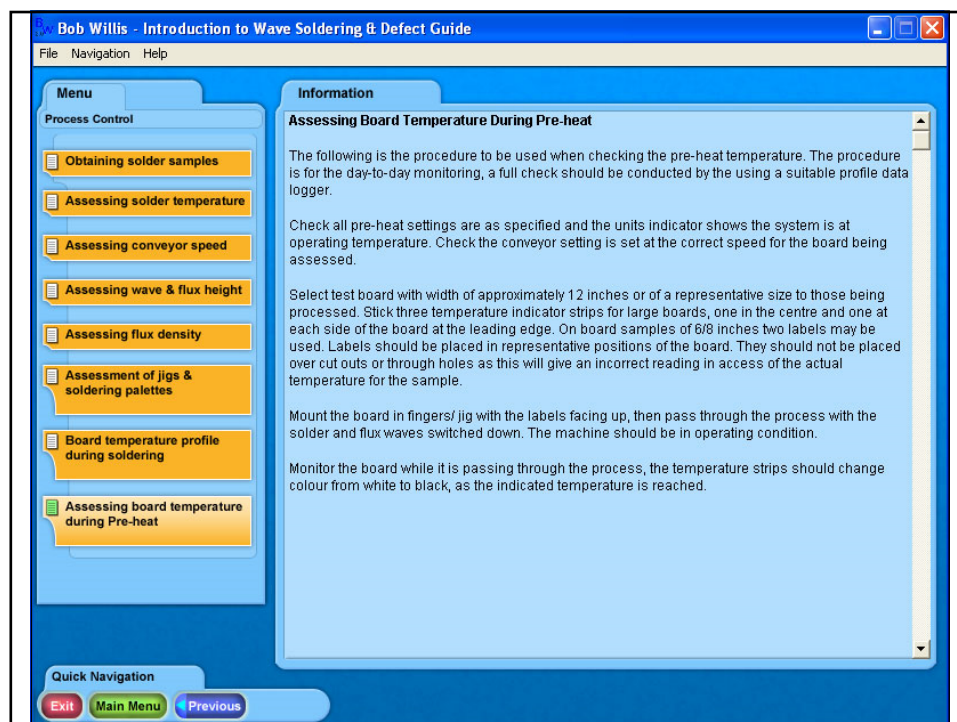 Bob Willis - Introduction to Wave Soldering & Defect Guide
File Navigation Help
Menu
Process Control
Obtaining solder samples
Assessing solder temperature
Assessing conveyor speed
Assessing wave & flux height
Assessing flux density
Assessment of jigs &
soldering palettes
Board temperature profile
during soldering
Assessing board temperature
during Pre-heat
Information
Assessing Board Temperature During Pre-heat
The following is the procedure to be used when checking the pre-heat temperature. The procedure
is for the day-to-day monitoring, a full check should be conducted by the using a suitable profile data
logger.
Check all pre-heat settings are as specified and the units indicator shows the system is at
operating temperature. Check the conveyor setting is set at the correct speed for the board being
assessed.
Select test board with width of approximately 12 inches or of a representative size to those being
processed. Stick three temperature indicator strips for large boards, one in the centre and one at
each side of the board at the leading edge. On board samples of 6/8 inches two labels may be
used. Labels should be placed in representative positions of the board. They should not be placed
over cut outs or through holes as this will give an incorrect reading in access of the actual
temperature for the sample.
Mount the board in fingers/ jig with the labels facing up, then pass through the process with the
solder and flux waves switched down. The machine should be in operating condition.
Monitor the board while it is passing through the process, the temperature strips should change
colour from white to black, as the indicated temperature is reached.
Quick Navigation
Exit Main Menu Previous